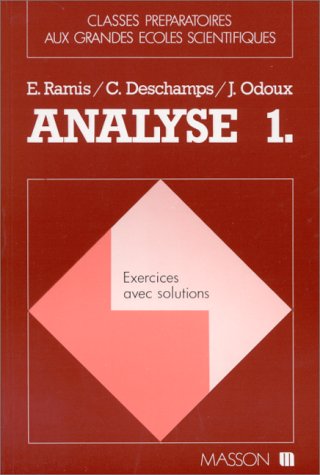 CLASSES PREPARATOIRES
AUX GRANDES ECOLES SCIENTIFIQUES
E. Ramis/C. Deschamps/J. Odoux
ANALYSE 1.
Exercices
avec solutions
MASSON m